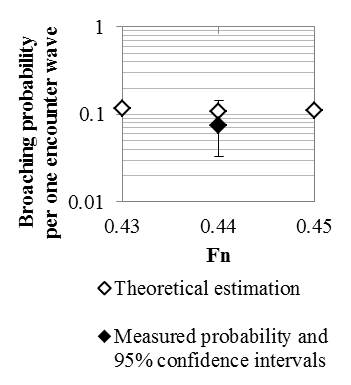 Broaching probability
per one encounter wave
1
0.1
0.01
0.43
0.44
0.45
Fn
Theoretical estimation
Measured probability and
95% confidence intervals